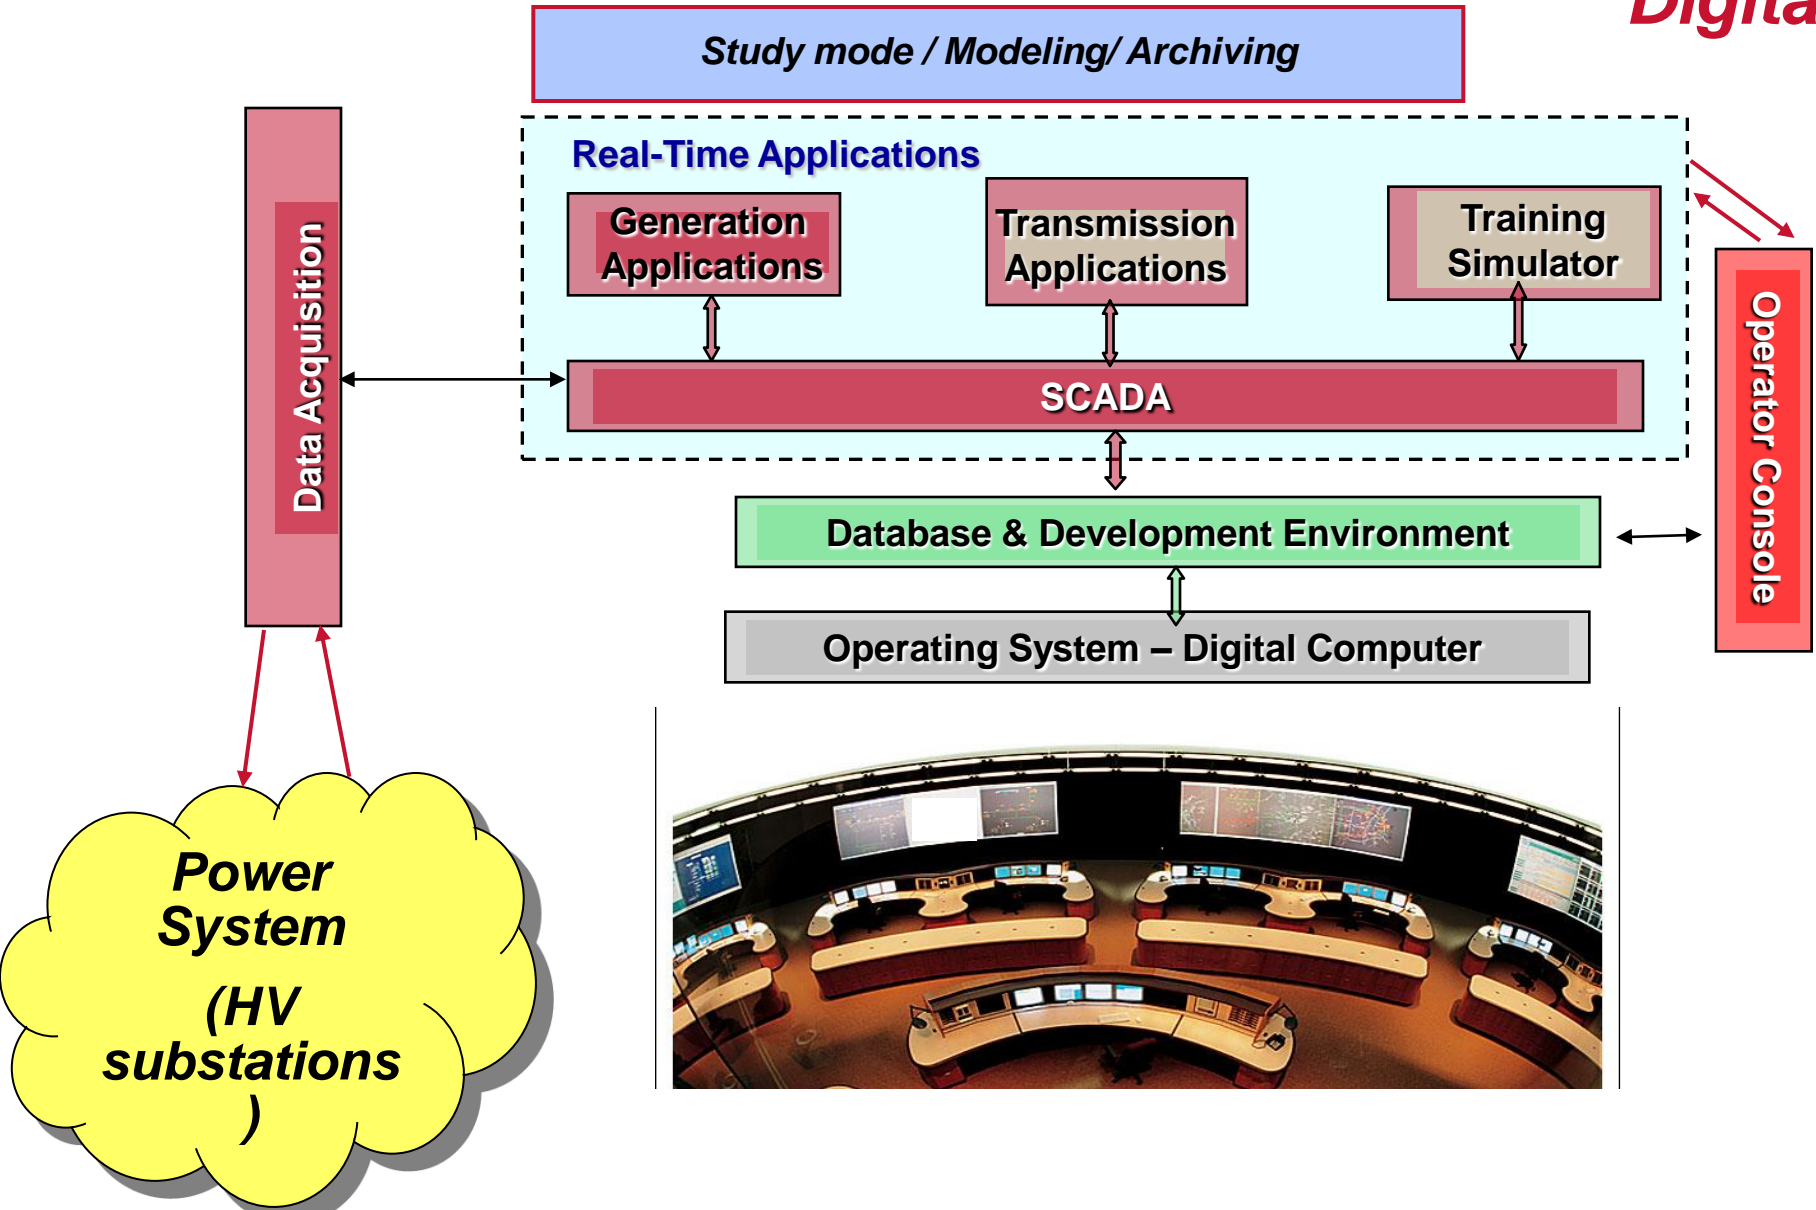 Digita
Study mode / Modeling/ Archiving
Real-Time Applications
Generation
Applications
Transmission
Applications
Training
Simulator
Data Acquisition
SCADA
Operator Console
Database & Development Environment
Operating System – Digital Computer
Power
System
(HV
substations
)